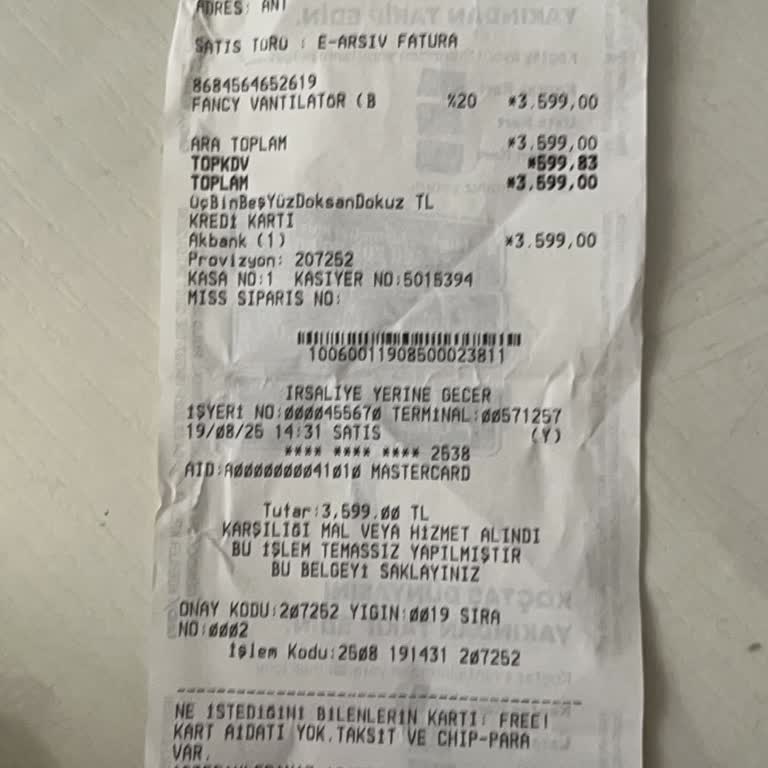 ADRES: ANT
SATIS TURU : E-ARSIV FATURA
8684564652619
FANCY VANTILATOR (B %20 *3.599,00
ARA TOPLAM *3.599,00
TOPKDV *599,83
TOPLAM *3.599,00
ÜçBinBeşYüzDoksanDokuz TL
KREDİ KARTI
Akbank (1) *3.599,00
Provizyon: 207252
KASA NO:1 KASIYER NO:5015394
MISS SIPARIS NO:
10060011908500023811
IRSALIYE YERINE GECER
İŞYERİ NO:0000455670 TERMINAL:00571257
19/08/25 14:31 SATIS (Y)
**** **** **** 2538
AID:A0000000041010 MASTERCARD
Tutar:3,599.00 TL
KARŞILIĞI MAL VEYA HİZMET ALINDI
BU İŞLEM TEMASSIZ YAPILMIŞTIR
BU BELGEYİ SAKLAYINIZ
ONAY KODU:207252 YIGIN:0019 SIRA
NO:0002
İşlem Kodu:2508 191431 207252
NE İSTEDİĞİNİ BİLENLERİN KARTI: FREE!
KART AİDATI YOK,TAKSİT VE CHIP-PARA
VAR.